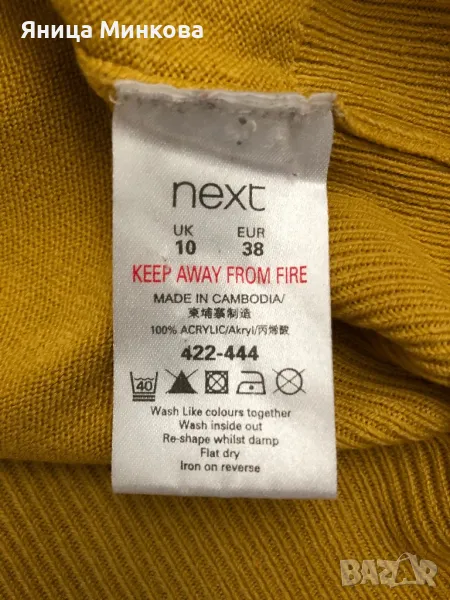 Яница Минкова
next
UK EUR
10 38
KEEP AWAY FROM FIRE
MADE IN CAMBODIA/
柬埔寨制造
100% ACRYLIC/Akryl/丙烯酸
422-444
40
Wash Like colours together
Wash inside out
Re-shape whilst damp
Flat dry
Iron on reverse
BAZAR